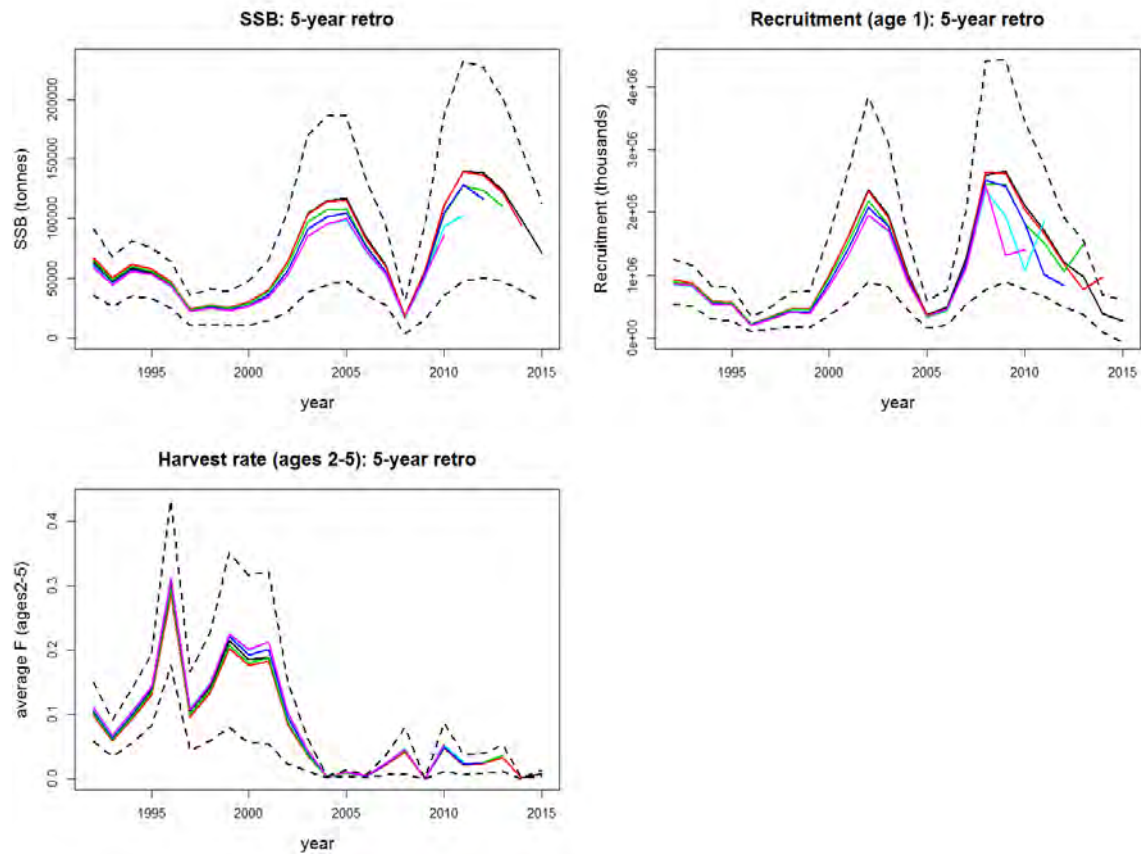 SSB: 5-year retro
SSB (tonnes)
200000
150000
100000
50000
0
1995 2000 2005 2010 2015
year
Recruitment (age 1): 5-year retro
Recruitment (thousands)
4e+06
3e+06
2e+06
1e+06
0e+00
1995 2000 2005 2010 2015
year
Harvest rate (ages 2-5): 5-year retro
average F (ages2-5)
0.4
0.3
0.2
0.1
0.0
1995 2000 2005 2010 2015
year